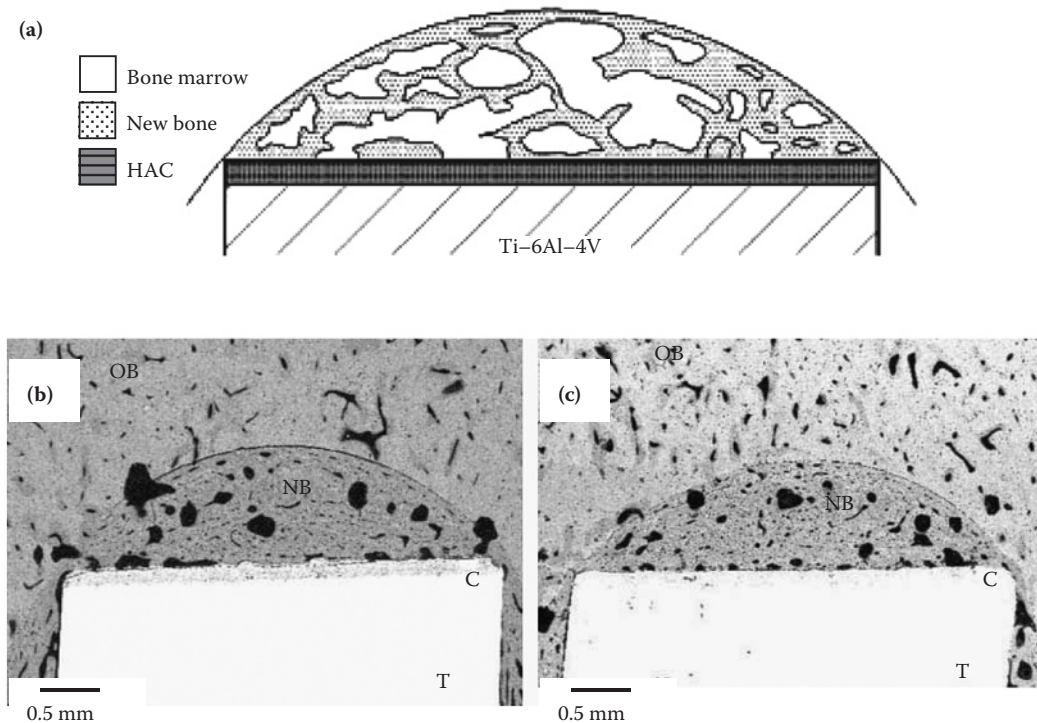 (a)
Bone marrow
New bone
HAC
Ti–6Al–4V
OB
(b)
NB
C
T
0.5 mm
OB
(c)
NB
C
T
0.5 mm